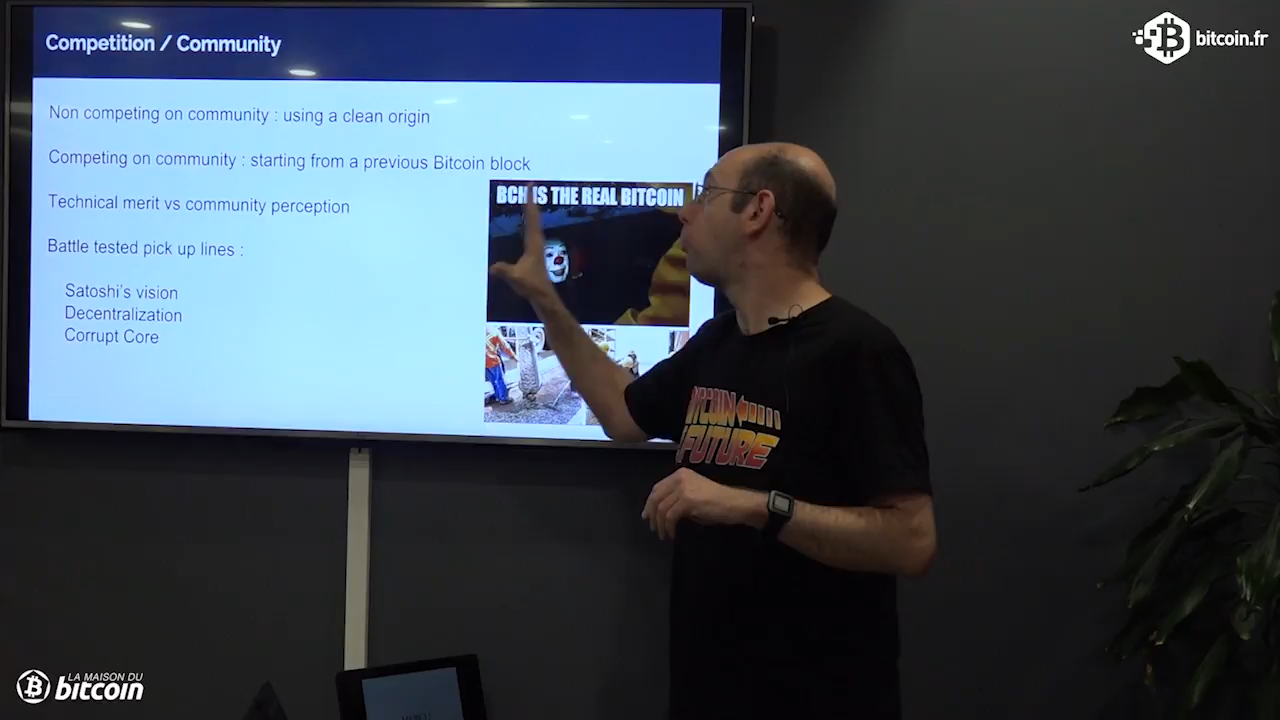 Competition / Community
bitcoin.fr
Non competing on community : using a clean origin
Competing on community : starting from a previous Bitcoin block
BCH IS THE REAL BITCOIN
Technical merit vs community perception
Battle tested pick up lines :
Satoshi's vision
Decentralization
Corrupt Core
BITCOIN
FUTURE
LA MAISON DU
bitcoin